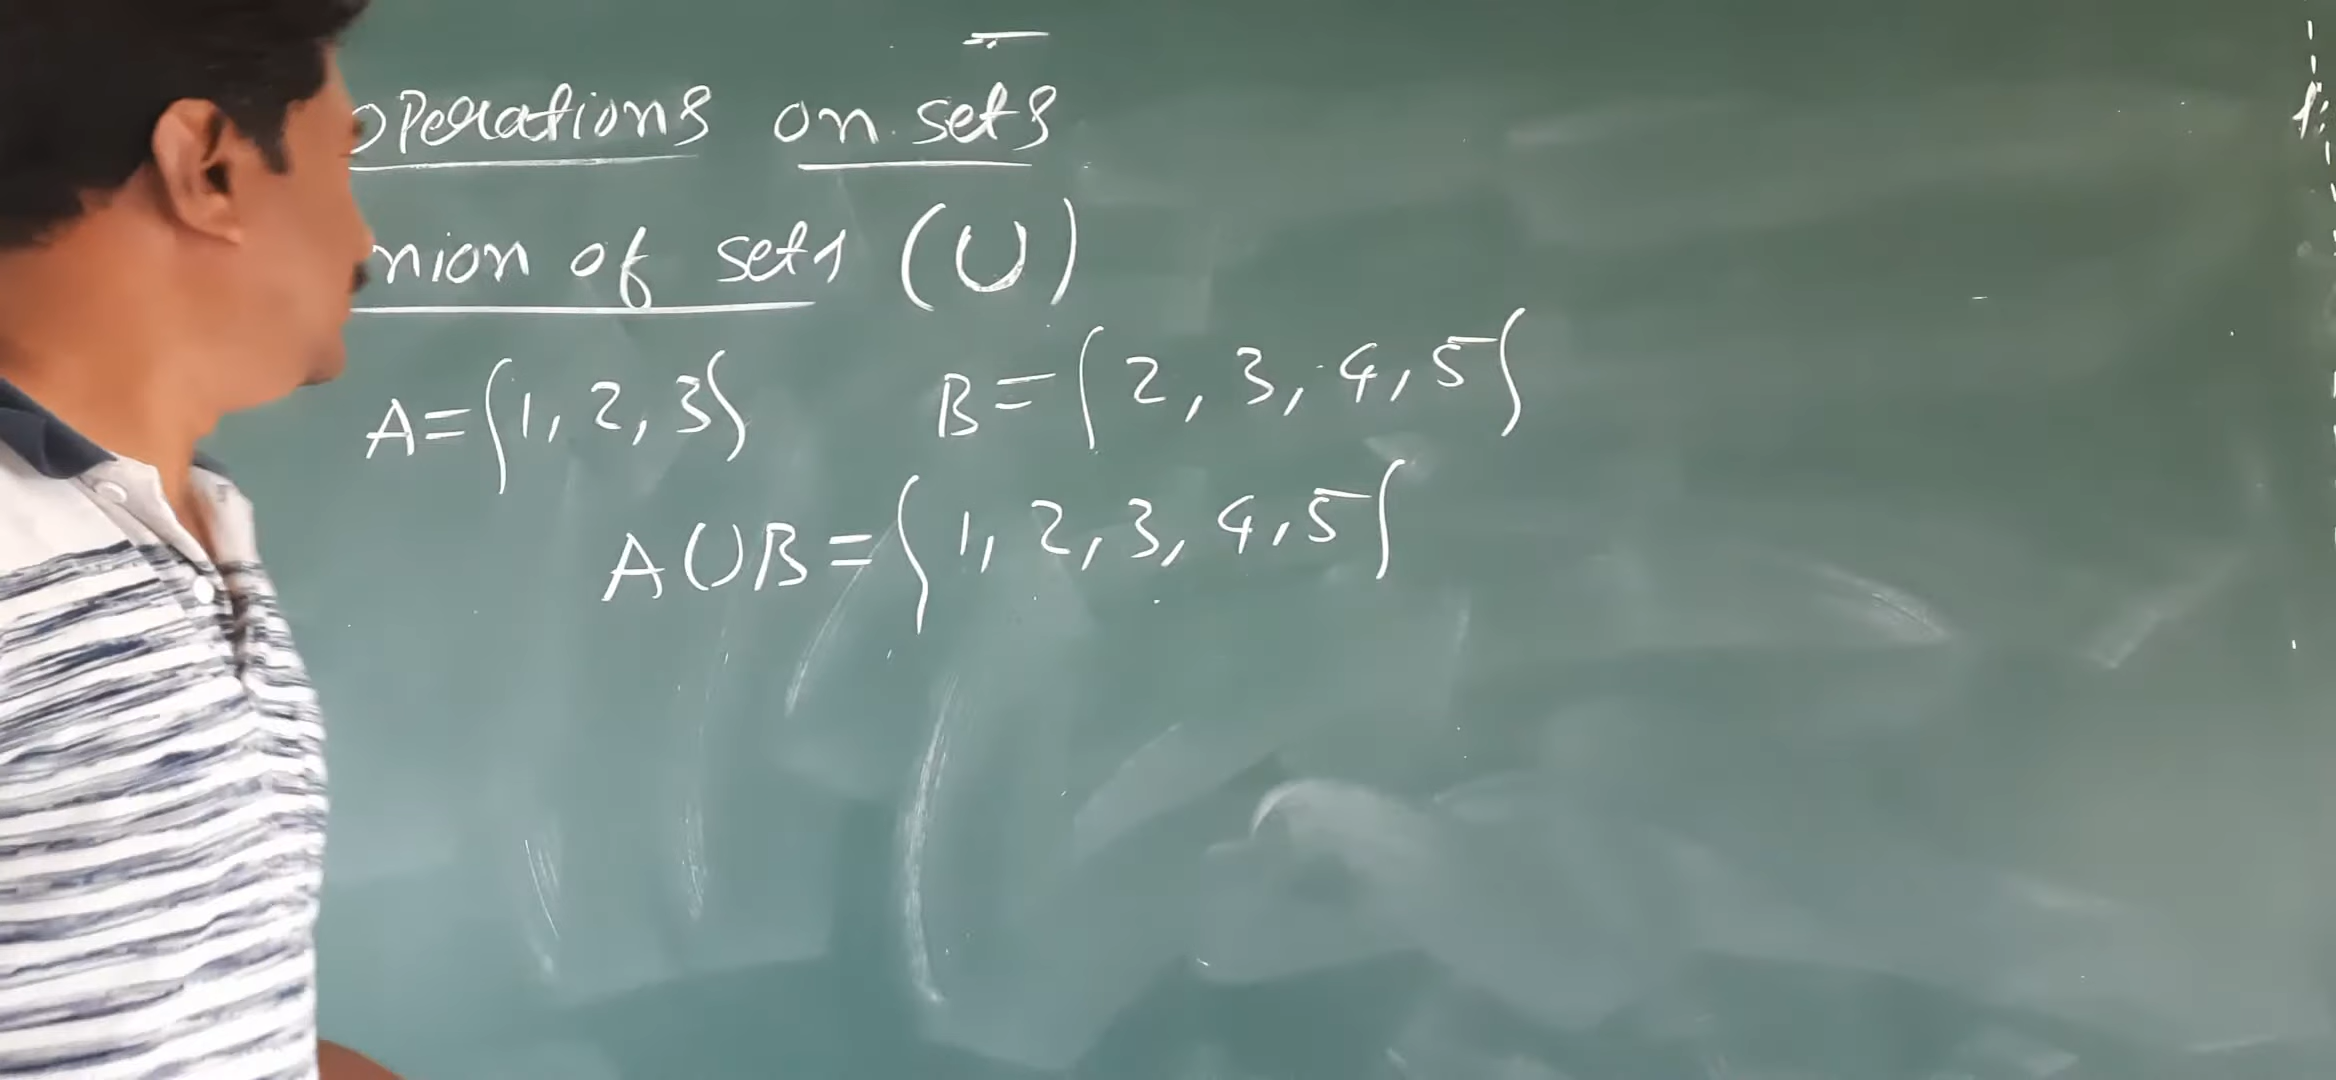 operations on sets
nion of sets (∪)
A={1, 2, 3} B={2, 3, 4, 5}
A∪B={1, 2, 3, 4, 5}